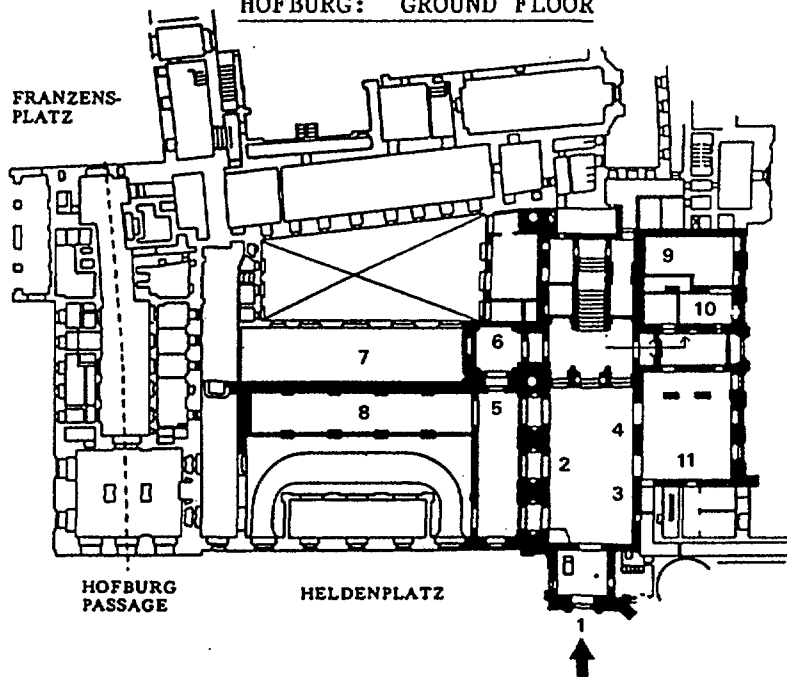 HOFBURG: GROUND FLOOR
FRANZENS-
PLATZ
9
10
6
7
8
5
4
2
11
3
HOFBURG
PASSAGE
HELDENPLATZ
1